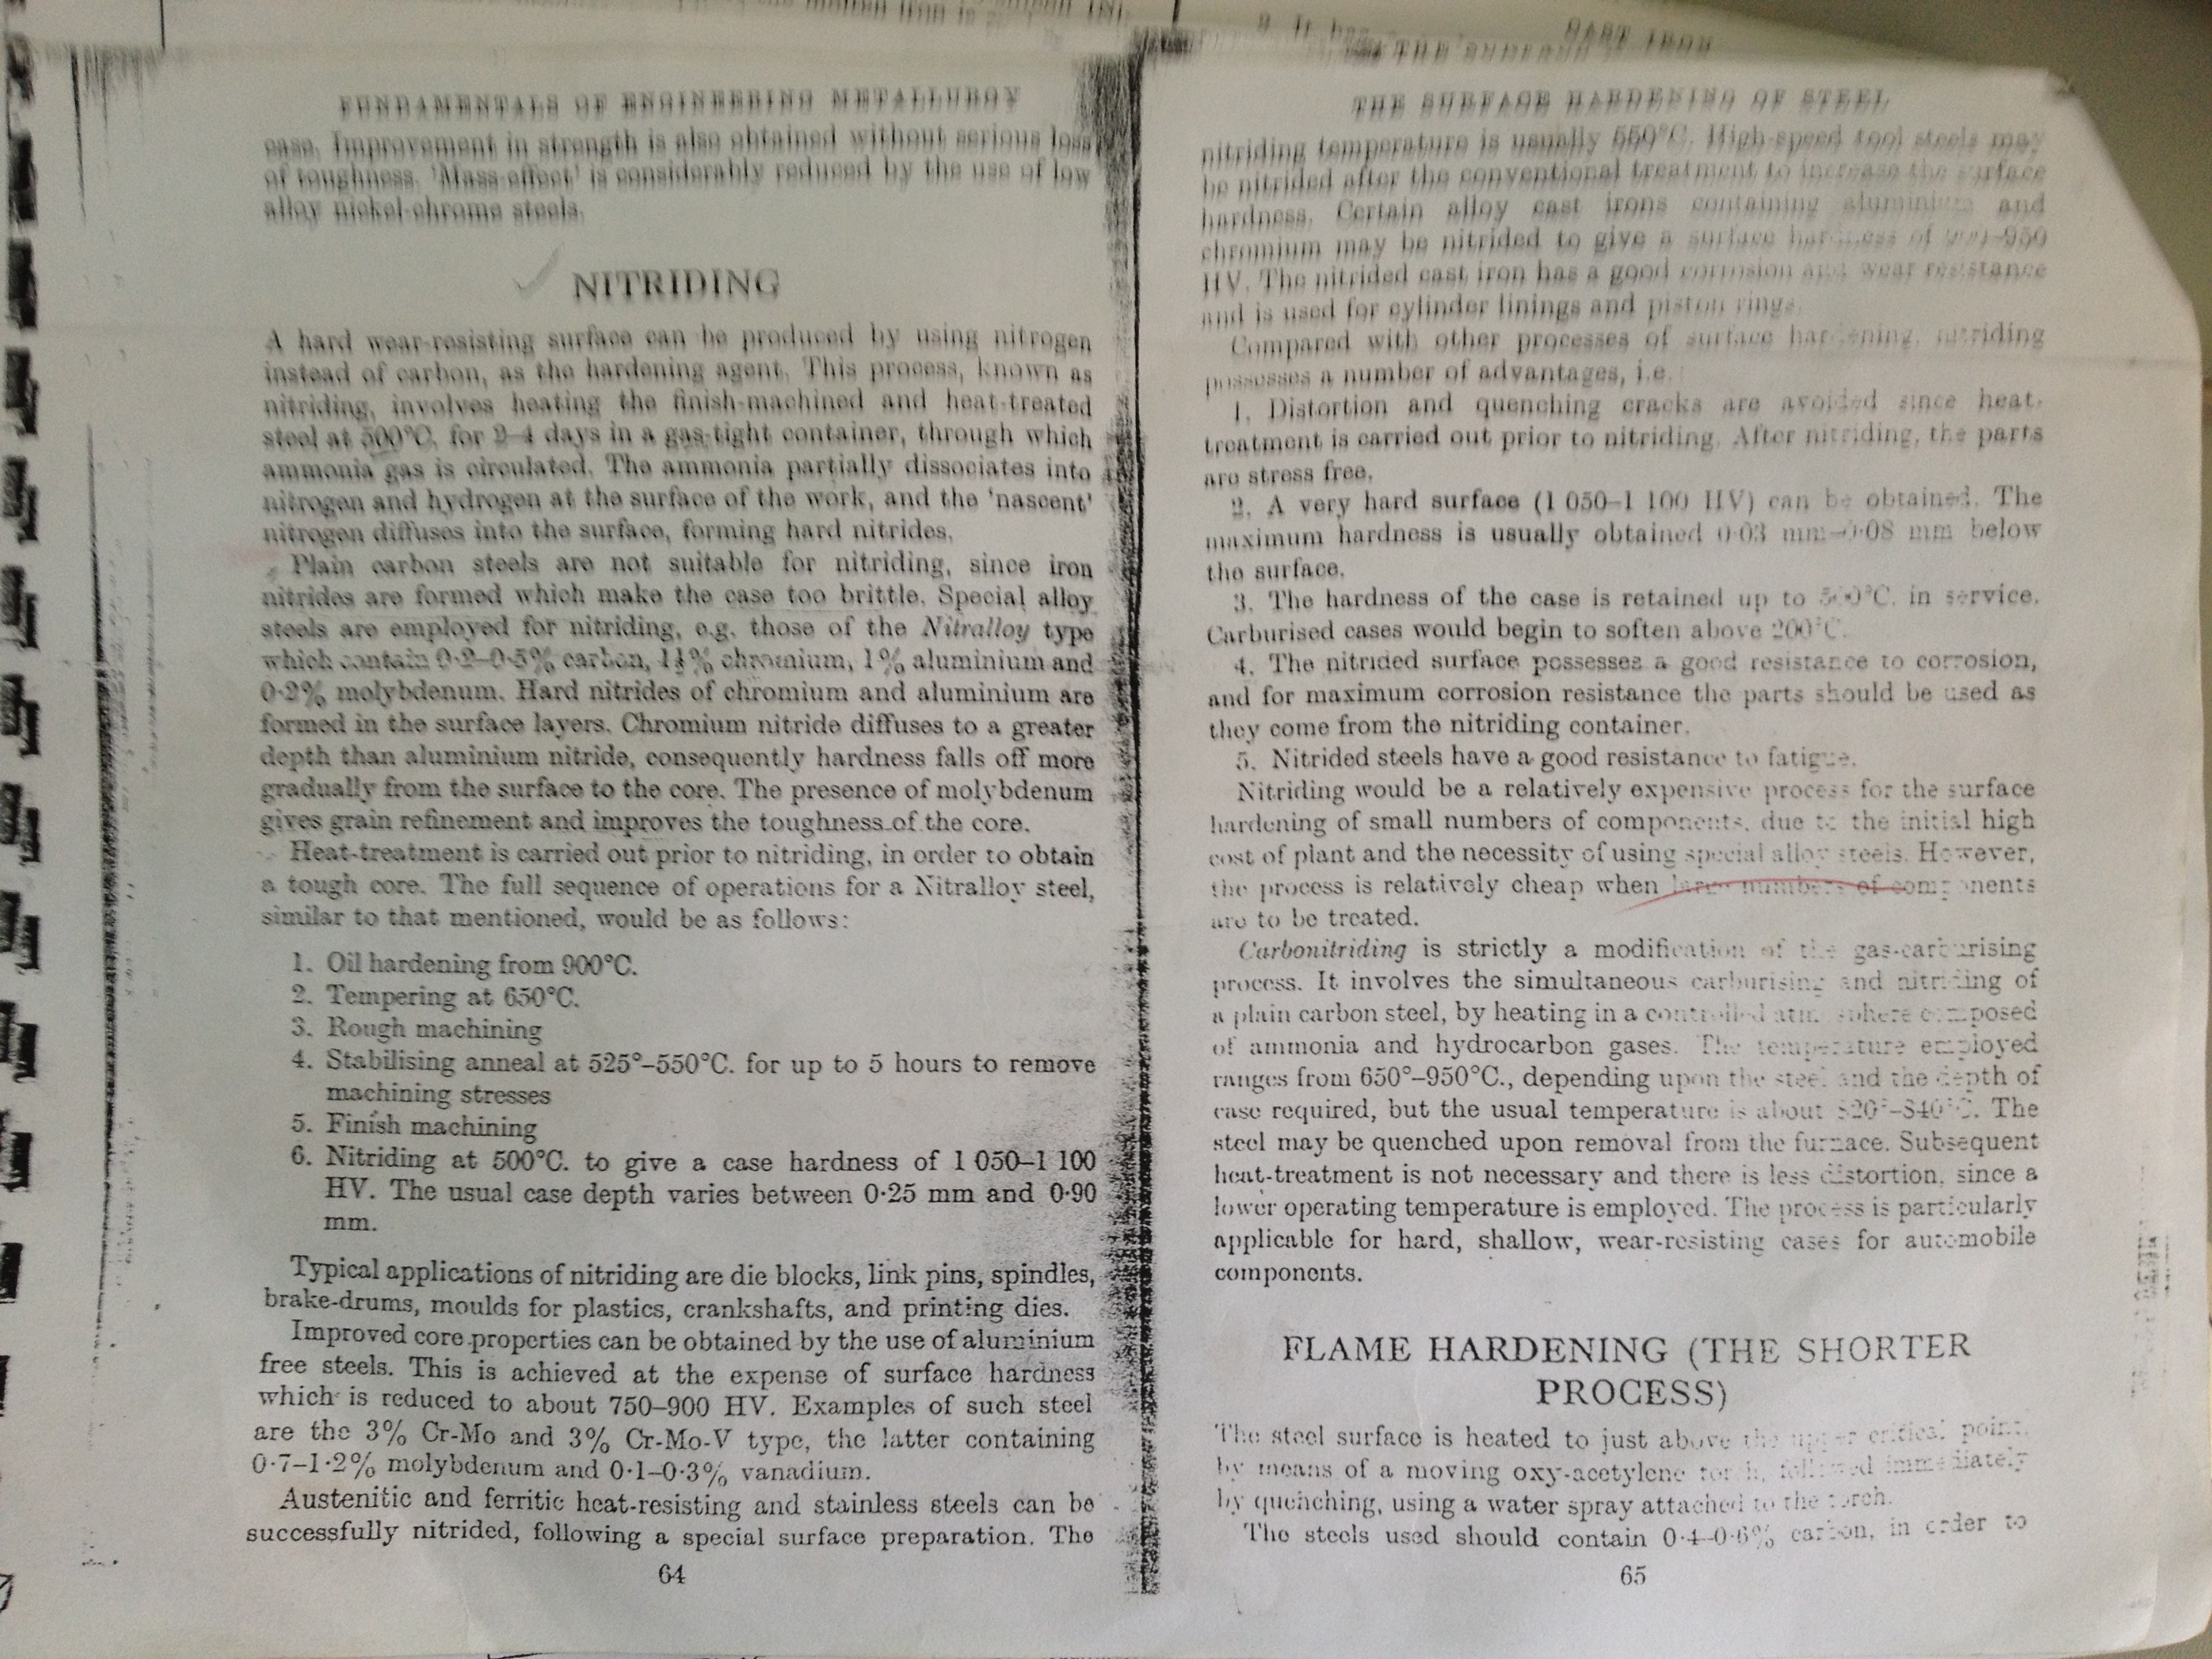 FUNDAMENTALS OF ENGINEERING METALLURGY
case. Improvement in strength is also obtained without serious loss
of toughness. 'Mass effect' is considerably reduced by the use of low
alloy nickel-chrome steels.
NITRIDING
A hard wear-resisting surface can be produced by using nitrogen
instead of carbon, as the hardening agent. This process, known as
nitriding, involves heating the finish-machined and heat-treated
steel at 500°C. for 2–4 days in a gas-tight container, through which
ammonia gas is circulated. The ammonia partially dissociates into
nitrogen and hydrogen at the surface of the work, and the 'nascent'
nitrogen diffuses into the surface, forming hard nitrides.
Plain carbon steels are not suitable for nitriding, since iron
nitrides are formed which make the case too brittle. Special alloy
steels are employed for nitriding, e.g. those of the Nitralloy type
which contain 0·2–0·5% carbon, 1½% chromium, 1% aluminium and
0·2% molybdenum. Hard nitrides of chromium and aluminium are
formed in the surface layers. Chromium nitride diffuses to a greater
depth than aluminium nitride, consequently hardness falls off more
gradually from the surface to the core. The presence of molybdenum
gives grain refinement and improves the toughness of the core.
Heat-treatment is carried out prior to nitriding, in order to obtain
a tough core. The full sequence of operations for a Nitralloy steel,
similar to that mentioned, would be as follows:
1. Oil hardening from 900°C.
2. Tempering at 650°C.
3. Rough machining
4. Stabilising anneal at 525°–550°C. for up to 5 hours to remove
machining stresses
5. Finish machining
6. Nitriding at 500°C. to give a case hardness of 1 050–1 100
HV. The usual case depth varies between 0·25 mm and 0·90
mm.
Typical applications of nitriding are die blocks, link pins, spindles,
brake-drums, moulds for plastics, crankshafts, and printing dies.
Improved core properties can be obtained by the use of aluminium
free steels. This is achieved at the expense of surface hardness
which is reduced to about 750–900 HV. Examples of such steel
are the 3% Cr-Mo and 3% Cr-Mo-V type, the latter containing
0·7–1·2% molybdenum and 0·1–0·3% vanadium.
Austenitic and ferritic heat-resisting and stainless steels can be
successfully nitrided, following a special surface preparation. The
64
THE SURFACE HARDENING OF STEEL
nitriding temperature is usually 550°C. High-speed tool steels may
be nitrided after the conventional treatment to increase the surface
hardness. Certain alloy cast irons containing aluminium and
chromium may be nitrided to give a surface hardness of
HV. The nitrided cast iron has a good corrosion and wear resistance
and is used for cylinder linings and piston rings.
Compared with other processes of surface hardening, nitriding
possesses a number of advantages, i.e.
1. Distortion and quenching cracks are avoided since heat-
treatment is carried out prior to nitriding. After nitriding, the parts
are stress free.
2. A very hard surface (1 050–1 100 HV) can be obtained. The
maximum hardness is usually obtained 0·03 mm–0·08 mm below
the surface.
3. The hardness of the case is retained up to 500°C. in service.
Carburised cases would begin to soften above 200°C.
4. The nitrided surface possesses a good resistance to corrosion,
and for maximum corrosion resistance the parts should be used as
they come from the nitriding container.
5. Nitrided steels have a good resistance to fatigue.
Nitriding would be a relatively expensive process for the surface
hardening of small numbers of components, due to the initial high
cost of plant and the necessity of using special alloy steels. However,
the process is relatively cheap when large numbers of components
are to be treated.
Carbonitriding is strictly a modification of the gas-carburising
process. It involves the simultaneous carburising and nitriding of
a plain carbon steel, by heating in a controlled atmosphere composed
of ammonia and hydrocarbon gases. The temperature employed
ranges from 650°–950°C., depending upon the steel and the depth of
case required, but the usual temperature is about 820°–840°C. The
steel may be quenched upon removal from the furnace. Subsequent
heat-treatment is not necessary and there is less distortion, since a
lower operating temperature is employed. The process is particularly
applicable for hard, shallow, wear-resisting cases for automobile
components.
FLAME HARDENING (THE SHORTER
PROCESS)
The steel surface is heated to just above the upper critical point,
by means of a moving oxy-acetylene torch, followed immediately
by quenching, using a water spray attached to the torch.
The steels used should contain 0·4–0·6% carbon, in order to
65